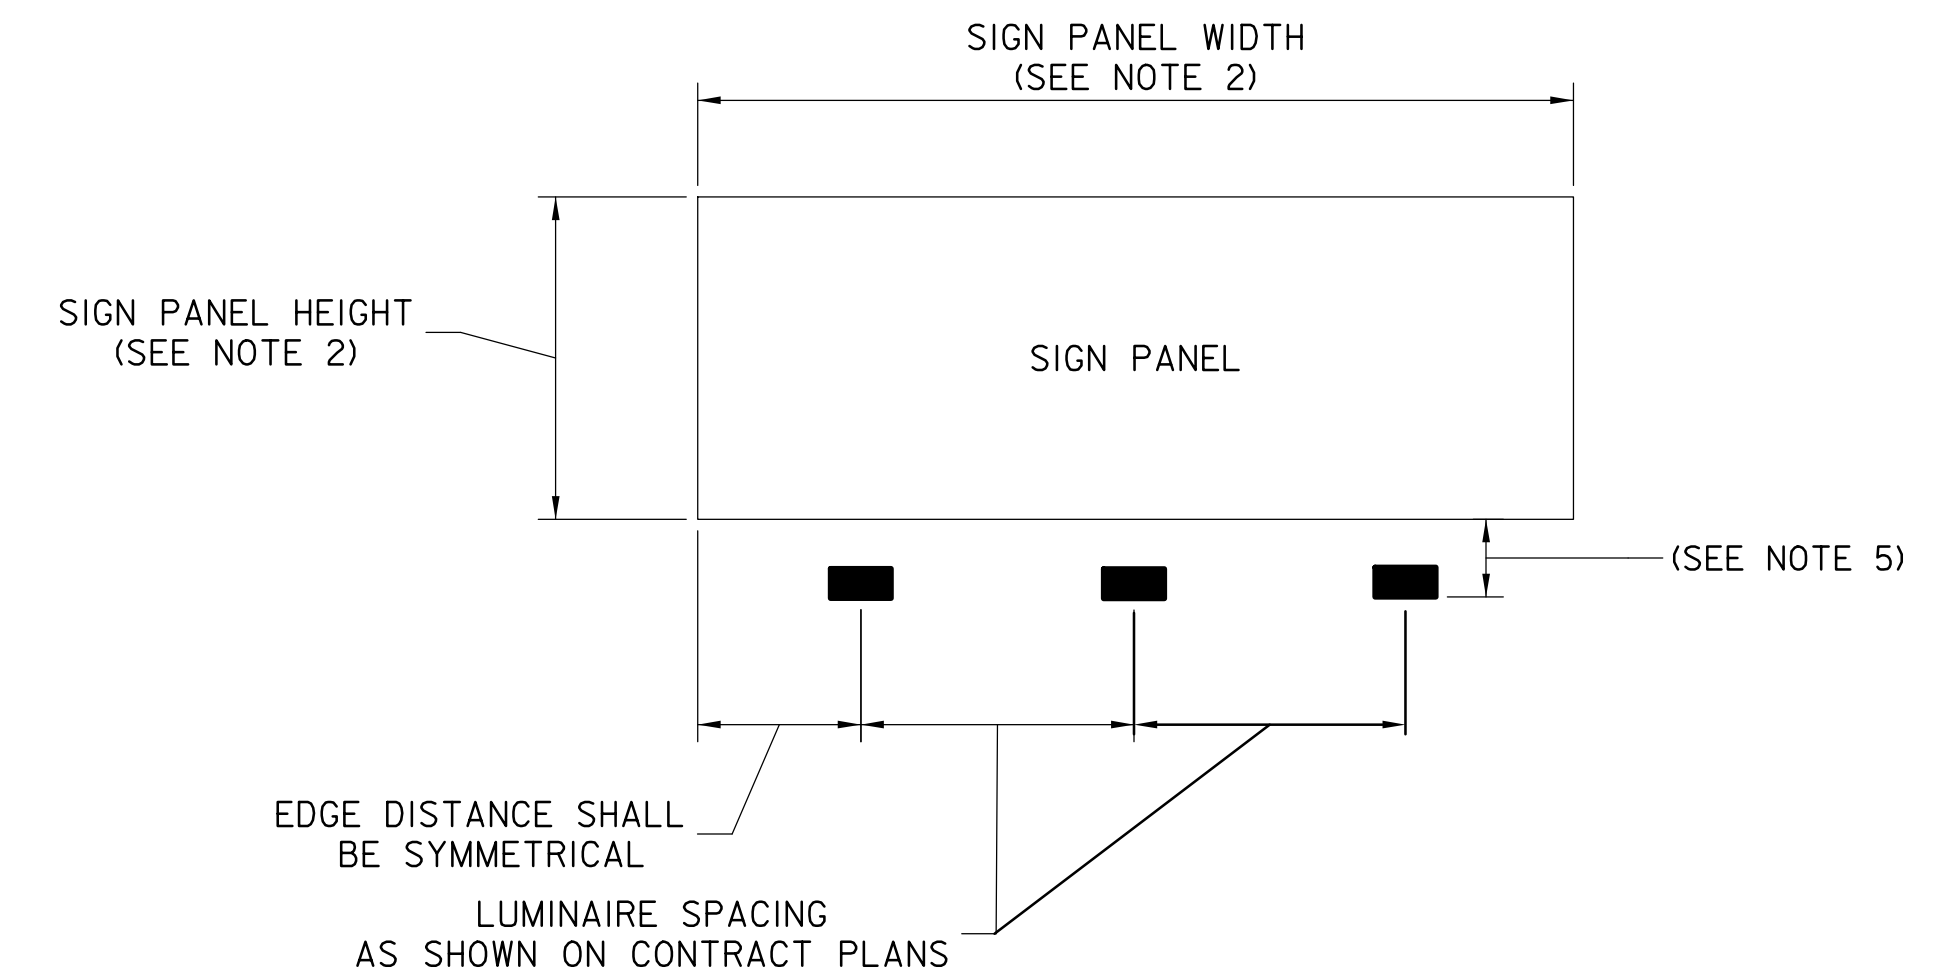 SIGN PANEL WIDTH
(SEE NOTE 2)
SIGN PANEL HEIGHT
(SEE NOTE 2)
SIGN PANEL
(SEE NOTE 5)
EDGE DISTANCE SHALL
BE SYMMETRICAL
LUMINAIRE SPACING
AS SHOWN ON CONTRACT PLANS